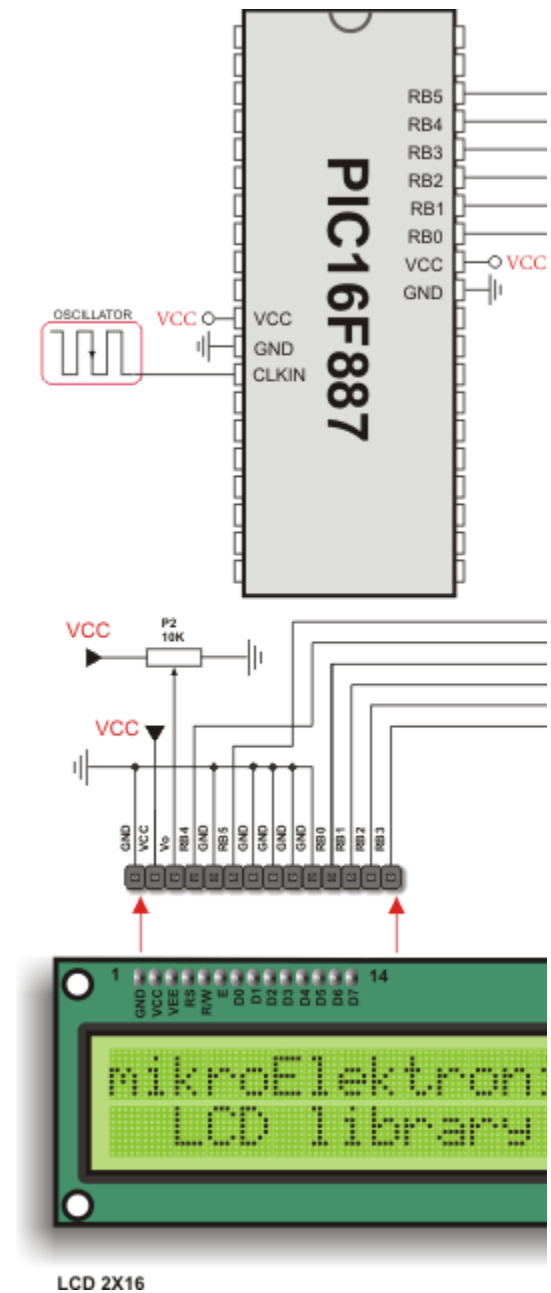 RB5
RB4
RB3
RB2
RB1
RB0
VCC
VCC
GND
PIC16F887
OSCILLATOR
VCC
VCC
GND
CLKIN
P2
10K
VCC
VCC
GND
VCC
Vo
RB4
GND
RB5
GND
GND
GND
GND
RB0
RB1
RB2
RB3
1
14
GND
VCC
VEE
RS
R/W
E
D0
D1
D2
D3
D4
D5
D6
D7
mikroElektron
LCD library
LCD 2X16